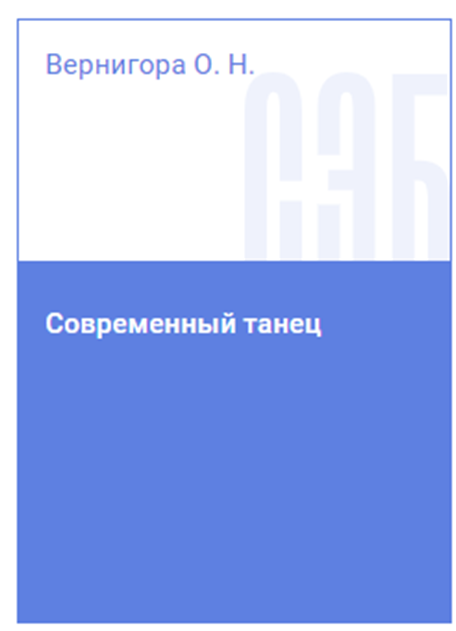 Вернигора О. Н.
СЭБ
Современный танец